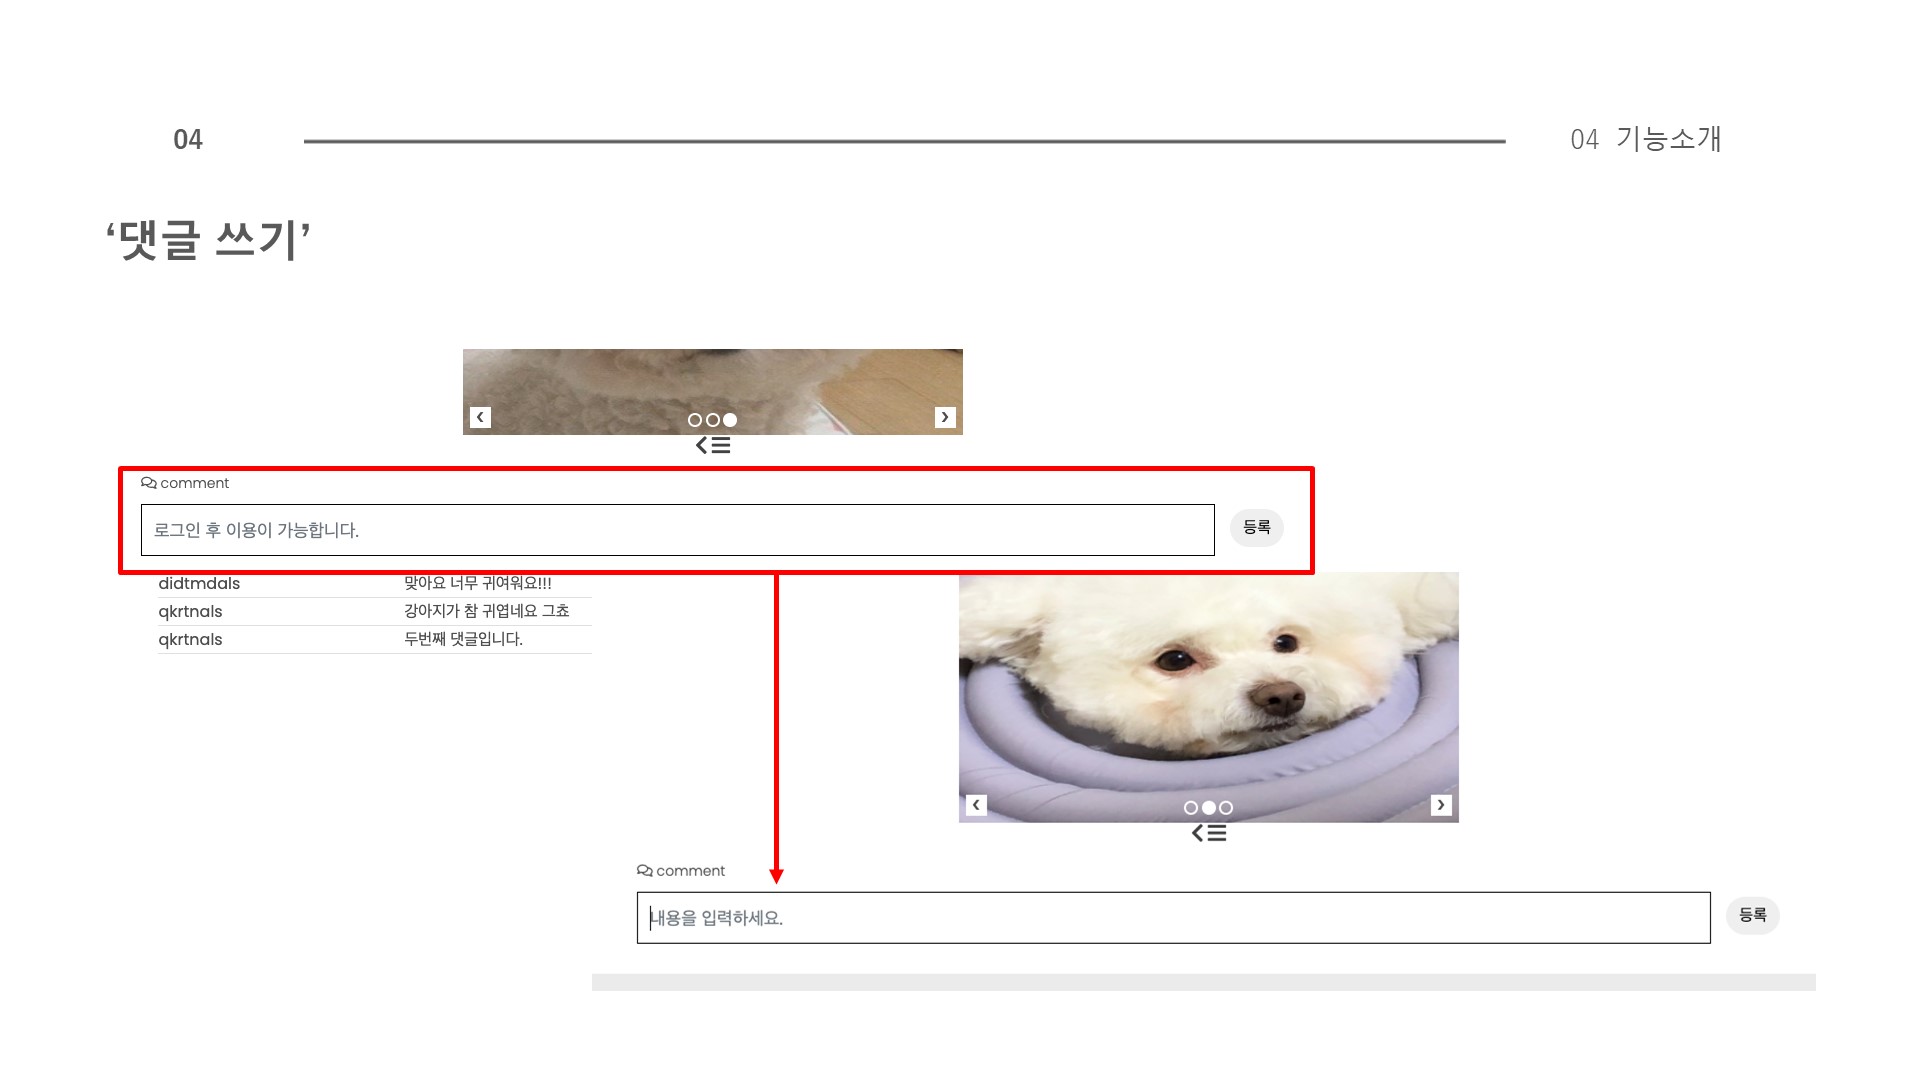 04
04 기능소개
‘댓글 쓰기’
comment
로그인 후 이용이 가능합니다.
등록
didtmdals 맞아요 너무 귀여워요!!!
qkrtnals 강아지가 참 귀엽네요 그쵸
qkrtnals 두번째 댓글입니다.
comment
내용을 입력하세요.
등록